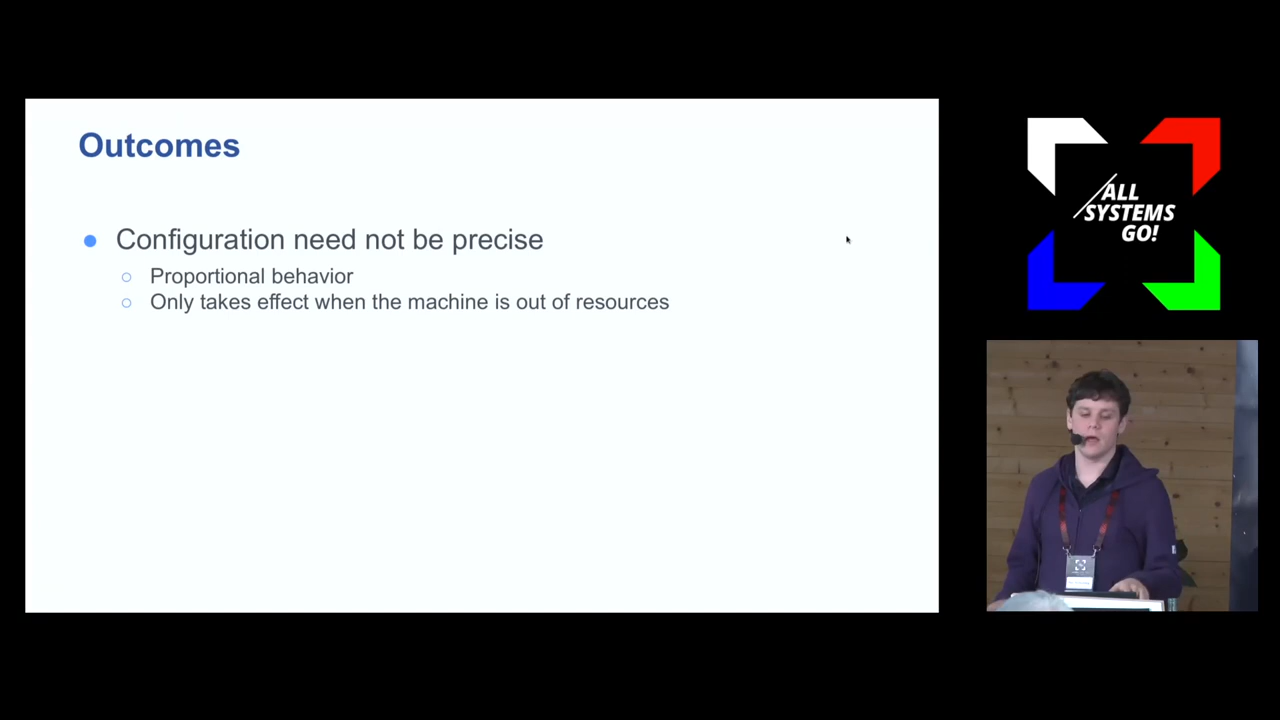 Outcomes
Configuration need not be precise
Proportional behavior
Only takes effect when the machine is out of resources
ALL
SYSTEMS
GO!